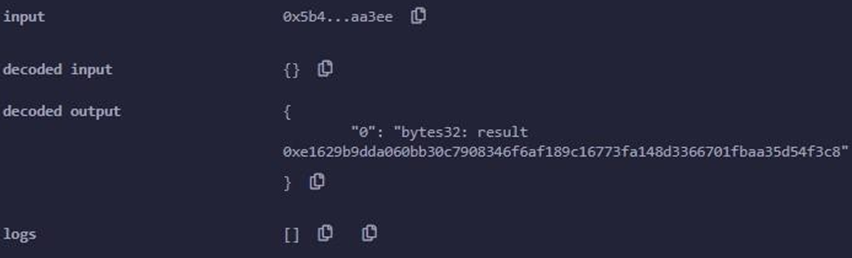 input 0x5b4...aa3ee
decoded input {}
decoded output {
"0": "bytes32: result
0xe1629b9dda060bb30c7908346f6af189c16773fa148d3366701fbaa35d54f3c8"
}
logs []